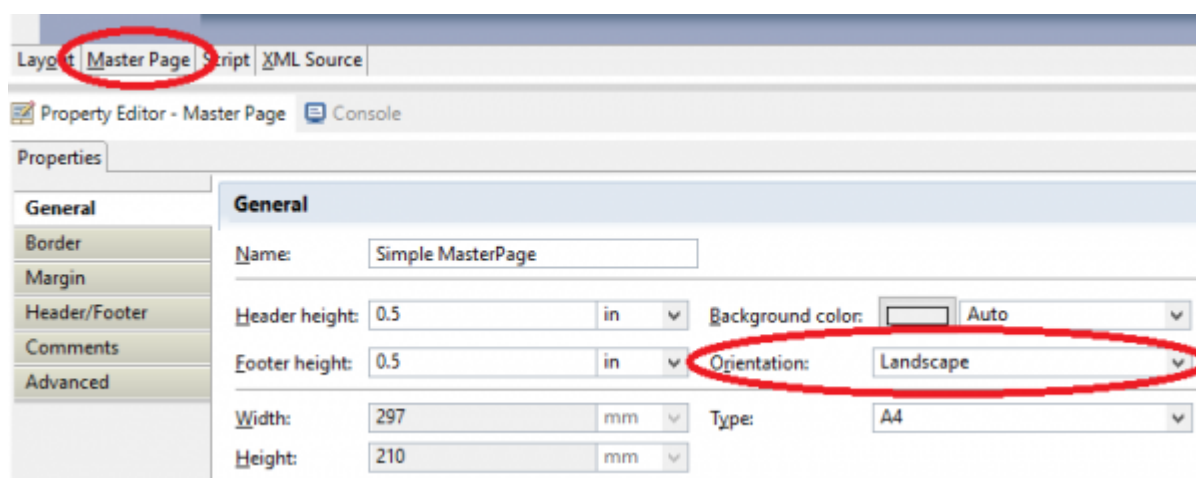 Layout Master Page Script XML Source
Property Editor - Master Page Console
Properties
General
Border
Margin
Header/Footer
Comments
Advanced
General
Name: Simple MasterPage
Header height: 0.5 in Background color: Auto
Footer height: 0.5 in Orientation: Landscape
Width: 297 mm Type: A4
Height: 210 mm